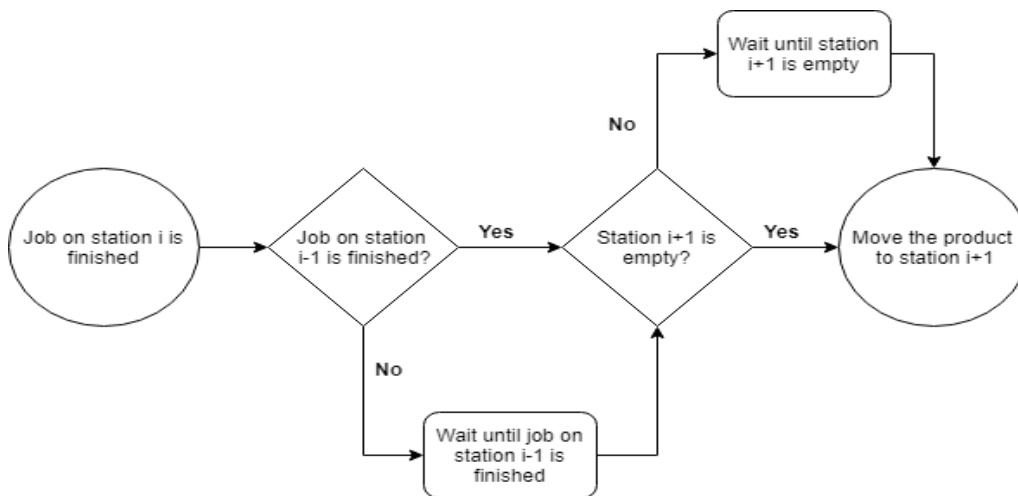 Job on station i is
finished
Job on station
i-1 is finished?
Yes
No
Wait until job on
station i-1 is
finished
Station i+1 is
empty?
No
Wait until station
i+1 is empty
Yes
Move the product
to station i+1